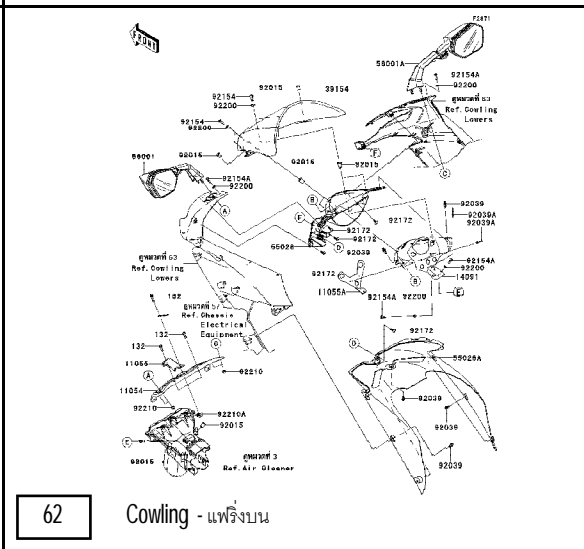 F2871
FRONT
56001A
92154A
92200
92015
39154
92154
92200
92154
92200
ดูหมวดที่ 63
Ref. Cowling
Lowers
92015
92015
92015
56001
92154A
92200
F
C
A
B
F
92172
92172
D
55028
92039
92172
92039
92039A
92039A
92154A
92200
14091
B
E
ดูหมวดที่ 63
Ref. Cowling
Lowers
92172
11055A
92154A
92200
ดูหมวดที่ 57
Ref. Chassis
Electrical
Equipment
132
132
132
G
92172
D
55028A
11055
A
11054
92210
92210
92210A
92015
92039
92039
92039
E
92015
ดูหมวดที่ 3
Ref. Air Cleaner
62
Cowling - แฟริ่งบน